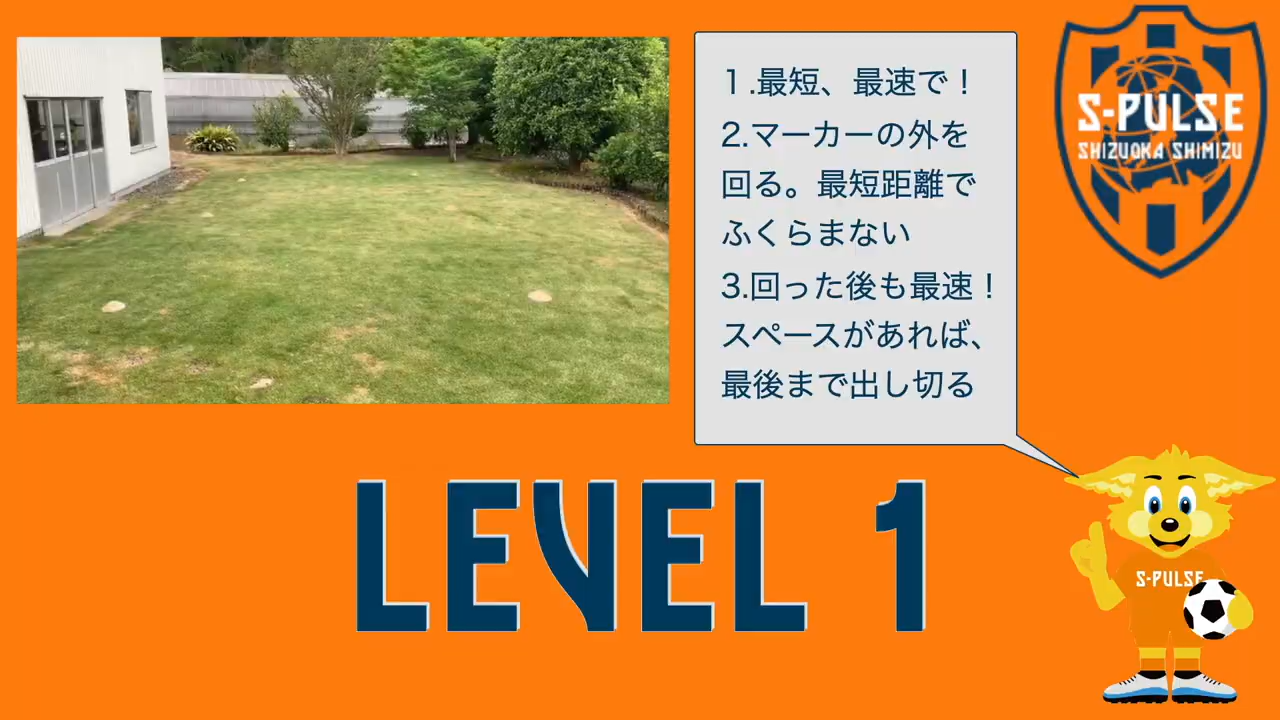 １.最短、最速で！
2.マーカーの外を
回る。最短距離で
ふくらまない
3.回った後も最速！
スペースがあれば、
最後まで出し切る
S-PULSE
SHIZUOKA SHIMIZU
LEVEL 1
S-PULSE